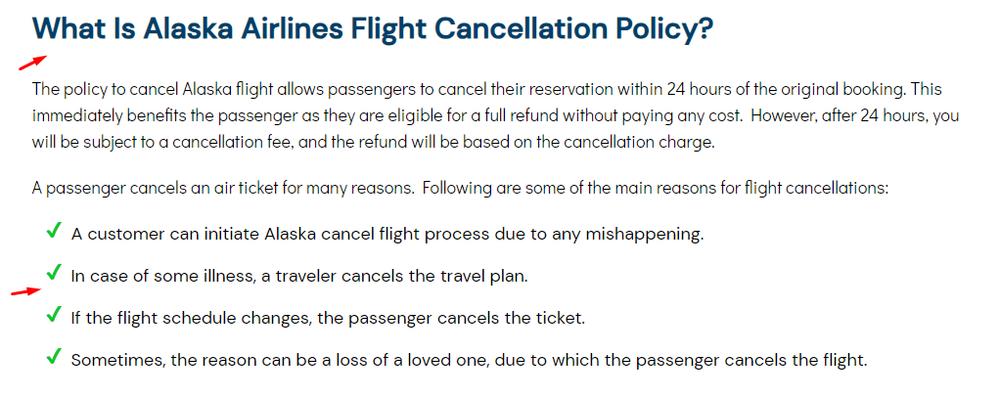 What Is Alaska Airlines Flight Cancellation Policy?
The policy to cancel Alaska flight allows passengers to cancel their reservation within 24 hours of the original booking. This
immediately benefits the passenger as they are eligible for a full refund without paying any cost.  However, after 24 hours, you
will be subject to a cancellation fee, and the refund will be based on the cancellation charge.
A passenger cancels an air ticket for many reasons.  Following are some of the main reasons for flight cancellations:
A customer can initiate Alaska cancel flight process due to any mishappening.
In case of some illness, a traveler cancels the travel plan.
If the flight schedule changes, the passenger cancels the ticket.
Sometimes, the reason can be a loss of a loved one, due to which the passenger cancels the flight.